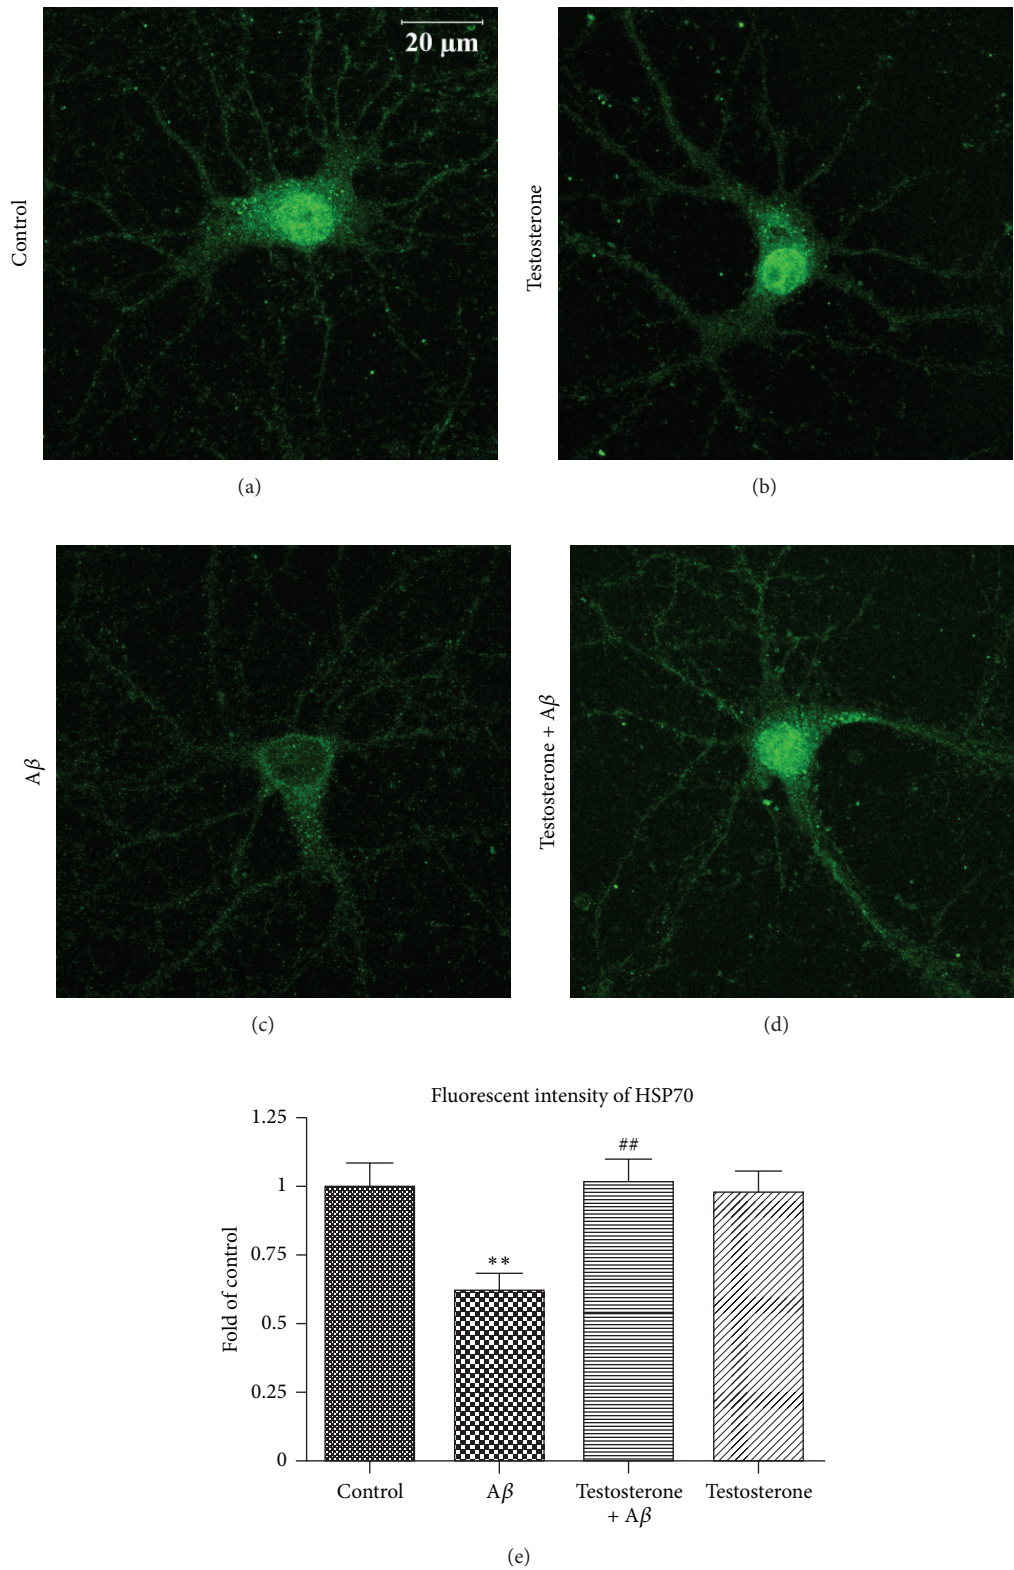 20 μm
Control
Testosterone
(a)
(b)
Aβ
Testosterone + Aβ
(c)
(d)
Fluorescent intensity of HSP70
Fold of control
1.25
1
0.75
0.5
0.25
0
**
##
Control
Aβ
Testosterone
+ Aβ
Testosterone
(e)